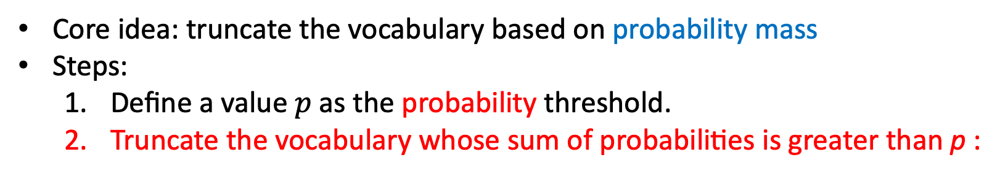 • Core idea: truncate the vocabulary based on probability mass
• Steps:
1. Define a value p as the probability threshold.
2. Truncate the vocabulary whose sum of probabilities is greater than p :